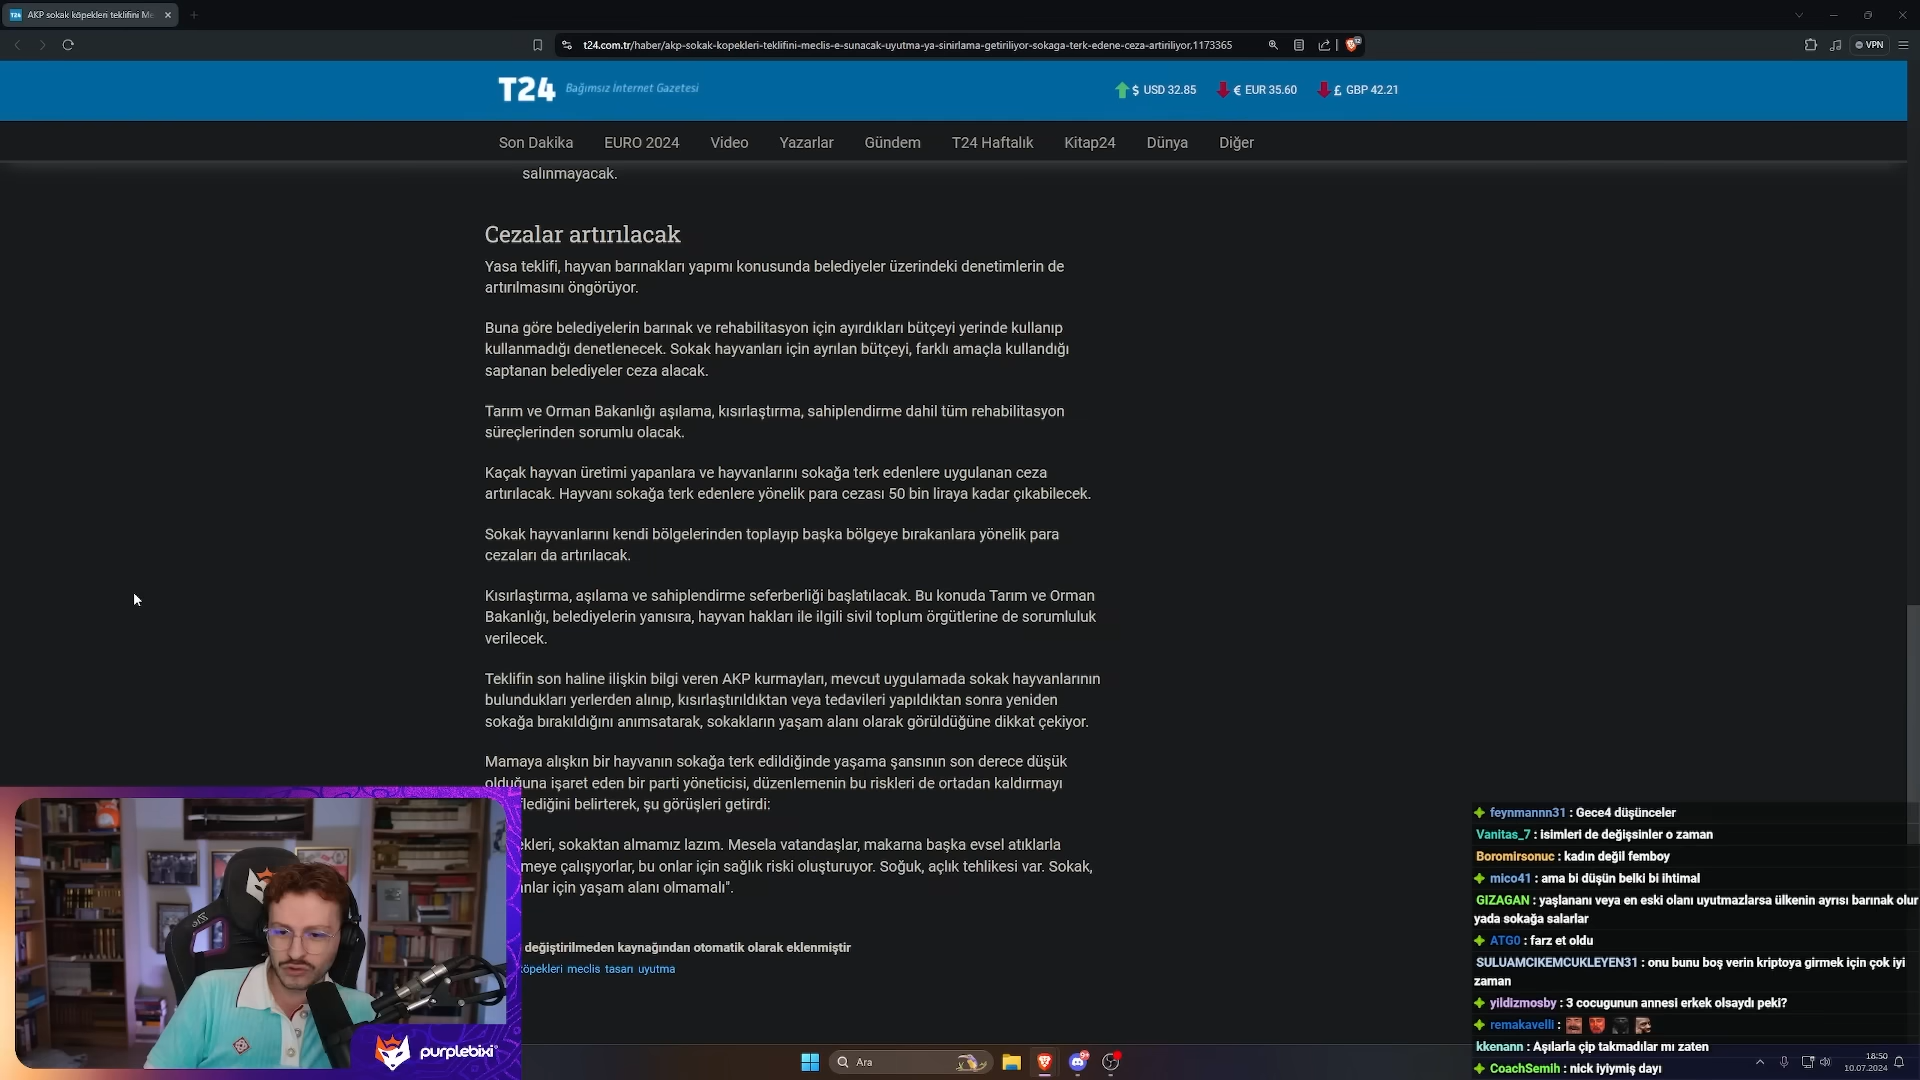 AKP sokak köpekleri teklifini Me
t24.com.tr/haber/akp-sokak-kopekleri-teklifini-meclis-e-sunacak-uyutma-ya-sinirlama-getiriliyor-sokaga-terk-edene-ceza-artiriliyor,1173365
VPN
T24 Bağımsız İnternet Gazetesi
$ USD 32.85 € EUR 35.60 £ GBP 42.21
Son Dakika EURO 2024 Video Yazarlar Gündem T24 Haftalık Kitap24 Dünya Diğer
salınmayacak.
Cezalar artırılacak
Yasa teklifi, hayvan barınakları yapımı konusunda belediyeler üzerindeki denetimlerin de
artırılmasını öngörüyor.
Buna göre belediyelerin barınak ve rehabilitasyon için ayırdıkları bütçeyi yerinde kullanıp
kullanmadığı denetlenecek. Sokak hayvanları için ayrılan bütçeyi, farklı amaçla kullandığı
saptanan belediyeler ceza alacak.
Tarım ve Orman Bakanlığı aşılama, kısırlaştırma, sahiplendirme dahil tüm rehabilitasyon
süreçlerinden sorumlu olacak.
Kaçak hayvan üretimi yapanlara ve hayvanlarını sokağa terk edenlere uygulanan ceza
artırılacak. Hayvanı sokağa terk edenlere yönelik para cezası 50 bin liraya kadar çıkabilecek.
Sokak hayvanlarını kendi bölgelerinden toplayıp başka bölgeye bırakanlara yönelik para
cezaları da artırılacak.
Kısırlaştırma, aşılama ve sahiplendirme seferberliği başlatılacak. Bu konuda Tarım ve Orman
Bakanlığı, belediyelerin yanısıra, hayvan hakları ile ilgili sivil toplum örgütlerine de sorumluluk
verilecek.
Teklifin son haline ilişkin bilgi veren AKP kurmayları, mevcut uygulamada sokak hayvanlarının
bulundukları yerlerden alınıp, kısırlaştırıldıktan veya tedavileri yapıldıktan sonra yeniden
sokağa bırakıldığını anımsatarak, sokakların yaşam alanı olarak görüldüğüne dikkat çekiyor.
Mamaya alışkın bir hayvanın sokağa terk edildiğinde yaşama şansının son derece düşük
olduğuna işaret eden bir parti yöneticisi, düzenlemenin bu riskleri de ortadan kaldırmayı
flediğini belirterek, şu görüşleri getirdi:
ekleri, sokaktan almamız lazım. Mesela vatandaşlar, makarna başka evsel atıklarla
meye çalışıyorlar, bu onlar için sağlık riski oluşturuyor. Soğuk, açlık tehlikesi var. Sokak,
nlar için yaşam alanı olmamalı".
değiştirilmeden kaynağından otomatik olarak eklenmiştir
köpekleri meclis tasarı uyutma
purplebixi
feynmannn31 : Gece4 düşünceler
Vanitas_7 : isimleri de değişsinler o zaman
Boromirsonuc : kadın değil femboy
mico41 : ama bi düşün belki bi ihtimal
GIZAGAN : yaşlananı veya en eski olanı uyutmazlarsa ülkenin ayrısı barınak olur
yada sokağa salarlar
ATG0 : farz et oldu
SULUAMCIKEMCUKLEYEN31 : onu bunu boş verin kriptoya girmek için çok iyi
zaman
yildizmosby : 3 cocugunun annesi erkek olsaydı peki?
remakavelli :
kkenann : Aşılarla çip takmadılar mı zaten
CoachSemih : nick iyiymiş dayı
Ara
18:50
10.07.2024